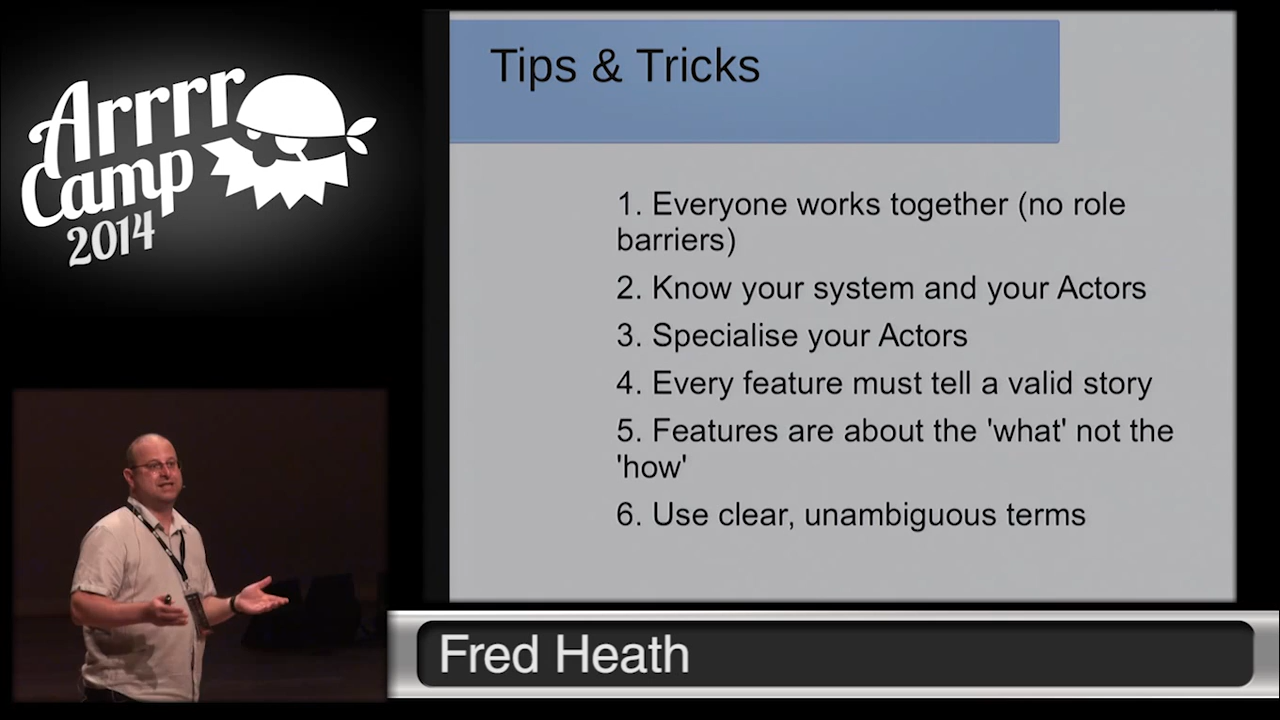 Arrrr
Camp
2014
Tips & Tricks
1. Everyone works together (no role
barriers)
2. Know your system and your Actors
3. Specialise your Actors
4. Every feature must tell a valid story
5. Features are about the 'what' not the
'how'
6. Use clear, unambiguous terms
Fred Heath